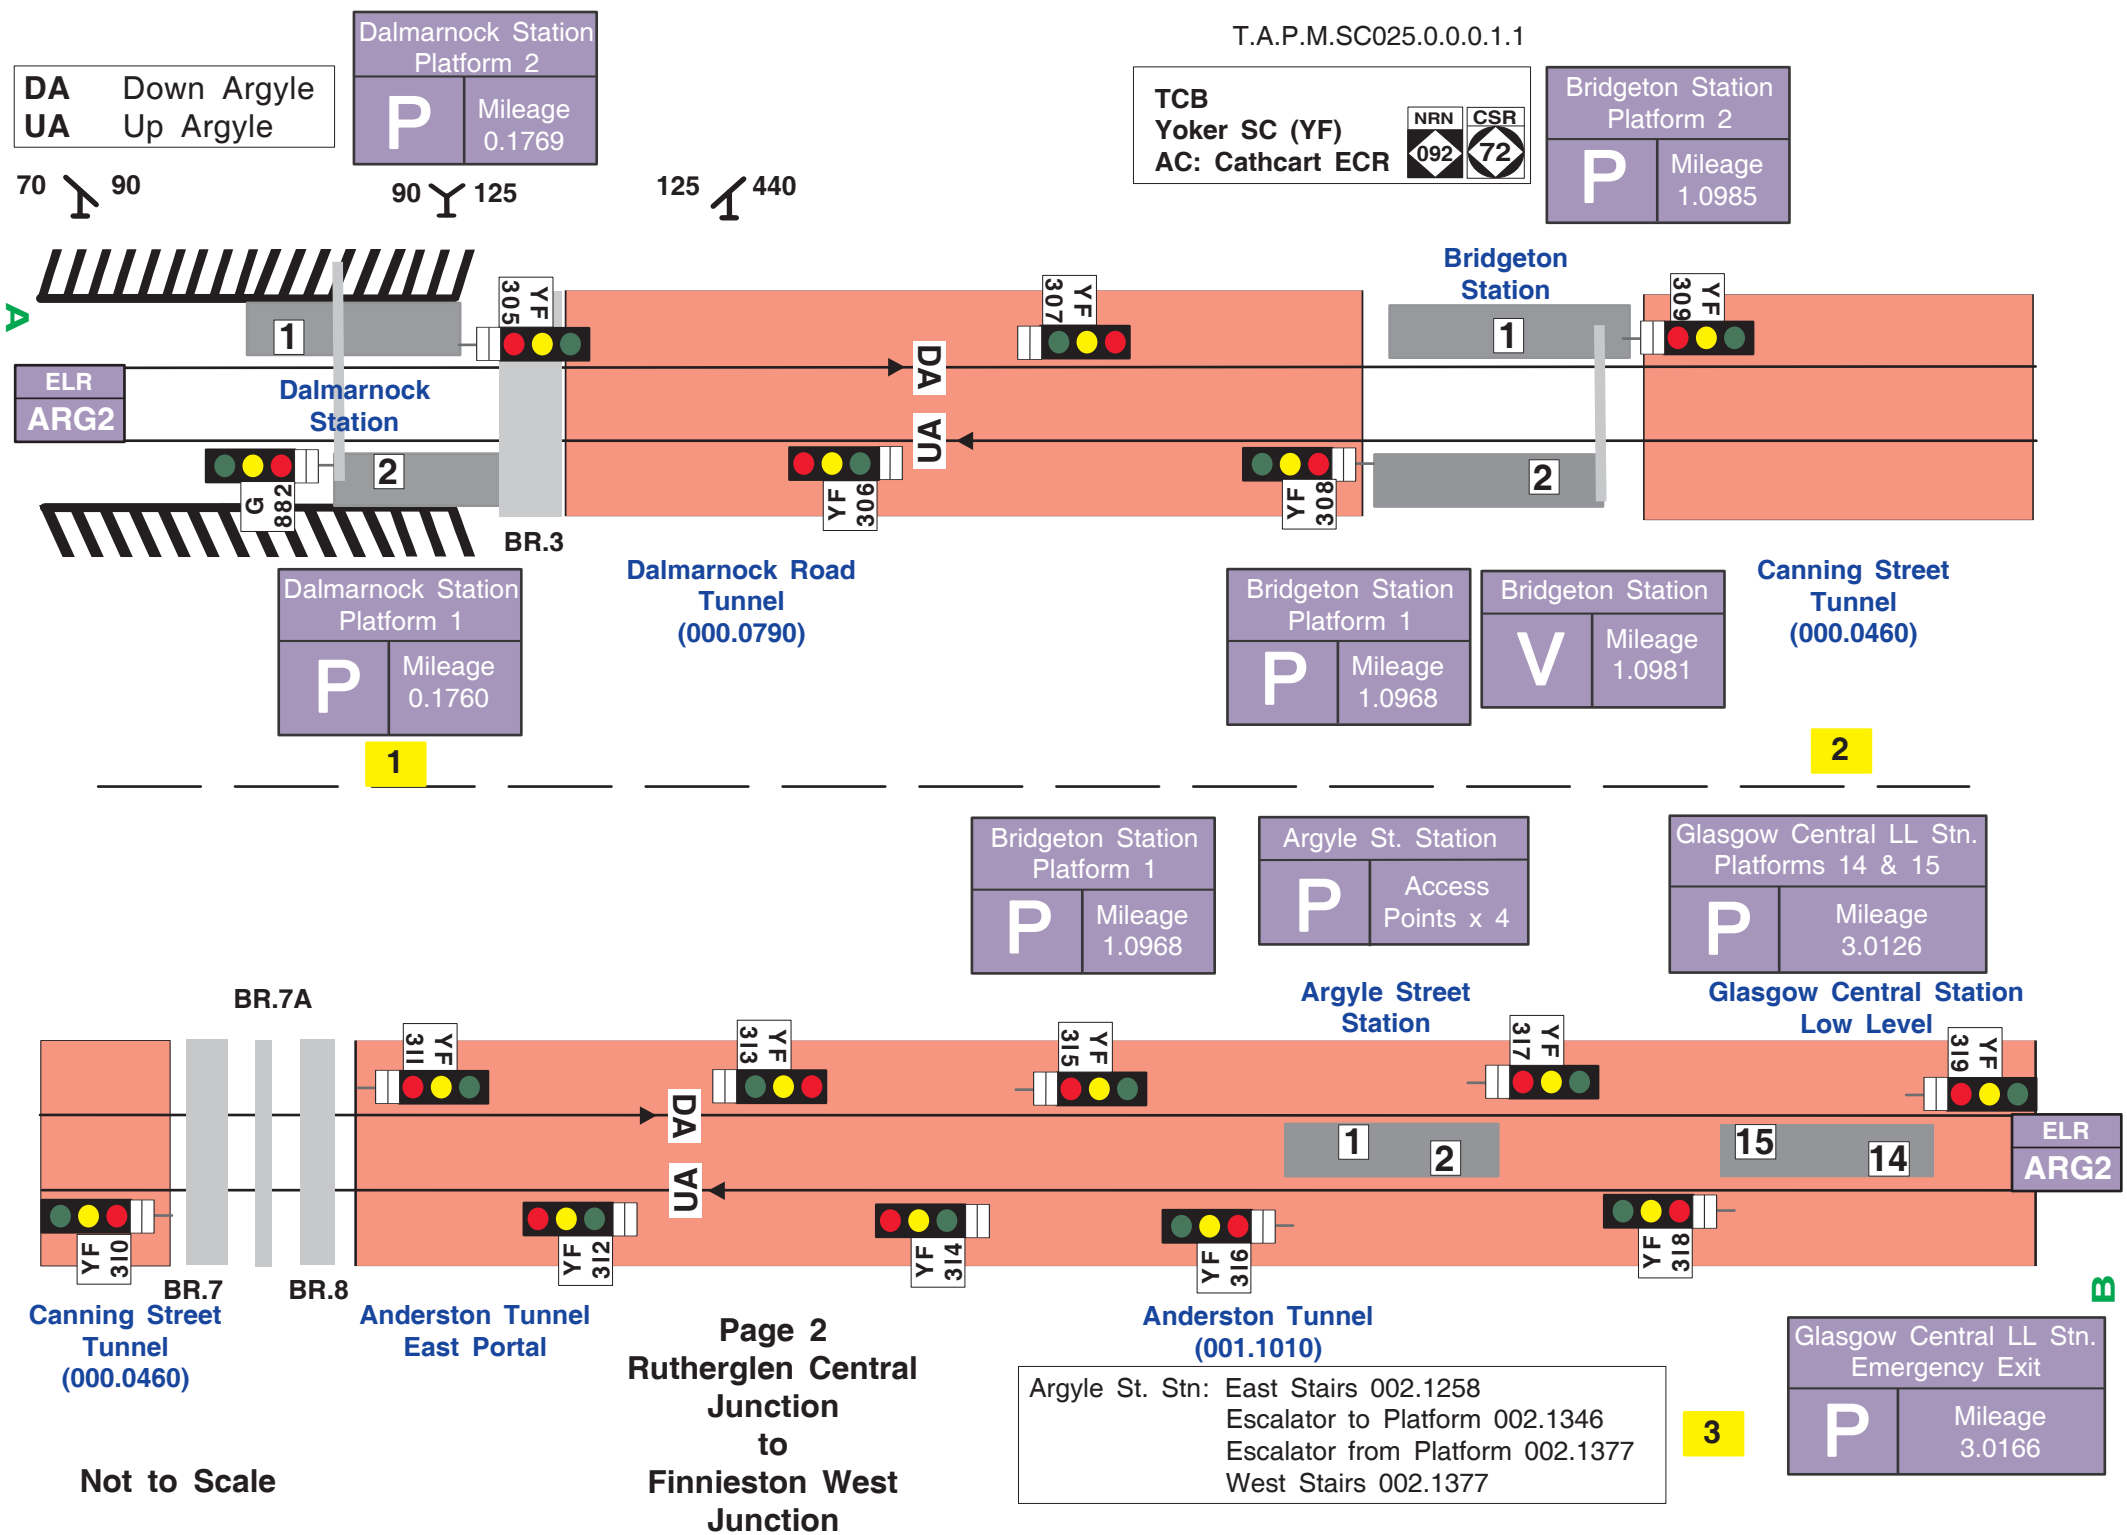 T.A.P.M.SC025.0.0.0.1.1
DA Down Argyle
UA Up Argyle
Dalmarnock Station
Platform 2
P
Mileage
0.1769
TCB
Yoker SC (YF)
AC: Cathcart ECR
NRN
092
CSR
72
Bridgeton Station
Platform 2
P
Mileage
1.0985
70 90
90 125
125 440
A
ELR
ARG2
1
Dalmarnock
Station
2
G
882
BR.3
YF
305
YF
307
DA
UA
YF
306
YF
308
Bridgeton
Station
1
2
YF
309
Dalmarnock Road
Tunnel
(000.0790)
Canning Street
Tunnel
(000.0460)
Dalmarnock Station
Platform 1
P
Mileage
0.1760
Bridgeton Station
Platform 1
P
Mileage
1.0968
Bridgeton Station
V
Mileage
1.0981
1
2
Bridgeton Station
Platform 1
P
Mileage
1.0968
Argyle St. Station
P
Access
Points x 4
Glasgow Central LL Stn.
Platforms 14 & 15
P
Mileage
3.0126
BR.7A
Argyle Street
Station
Glasgow Central Station
Low Level
YF
311
YF
313
YF
315
YF
317
YF
319
DA
UA
1
2
15
14
ELR
ARG2
YF
310
YF
312
YF
314
YF
316
YF
318
BR.7
BR.8
B
Canning Street
Tunnel
(000.0460)
Anderston Tunnel
East Portal
Anderston Tunnel
(001.1010)
Page 2
Rutherglen Central
Junction
to
Finnieston West
Junction
Argyle St. Stn: East Stairs 002.1258
Escalator to Platform 002.1346
Escalator from Platform 002.1377
West Stairs 002.1377
3
Glasgow Central LL Stn.
Emergency Exit
P
Mileage
3.0166
Not to Scale